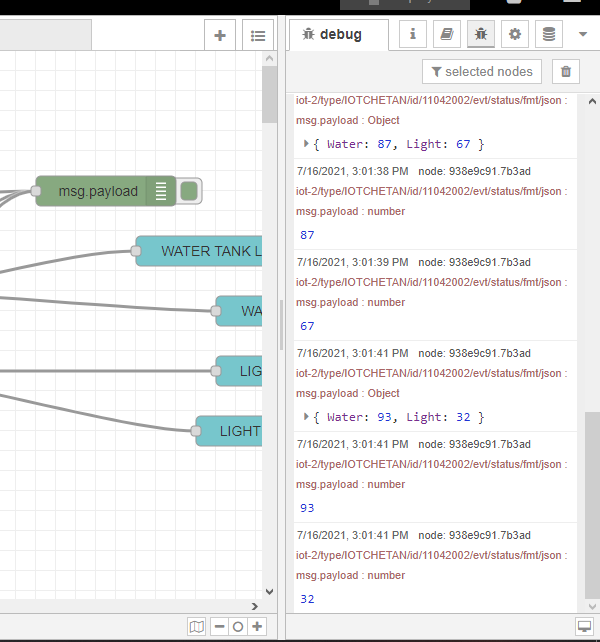 debug
selected nodes
iot-2/type/IOTCHETAN/id/11042002/evt/status/fmt/json :
msg.payload : Object
{ Water: 87, Light: 67 }
7/16/2021, 3:01:38 PM node: 938e9c91.7b3ad
iot-2/type/IOTCHETAN/id/11042002/evt/status/fmt/json :
msg.payload : number
87
7/16/2021, 3:01:39 PM node: 938e9c91.7b3ad
iot-2/type/IOTCHETAN/id/11042002/evt/status/fmt/json :
msg.payload : number
67
7/16/2021, 3:01:41 PM node: 938e9c91.7b3ad
iot-2/type/IOTCHETAN/id/11042002/evt/status/fmt/json :
msg.payload : Object
{ Water: 93, Light: 32 }
7/16/2021, 3:01:41 PM node: 938e9c91.7b3ad
iot-2/type/IOTCHETAN/id/11042002/evt/status/fmt/json :
msg.payload : number
93
7/16/2021, 3:01:41 PM node: 938e9c91.7b3ad
iot-2/type/IOTCHETAN/id/11042002/evt/status/fmt/json :
msg.payload : number
32
msg.payload
WATER TANK L
WA
LIG
LIGHT